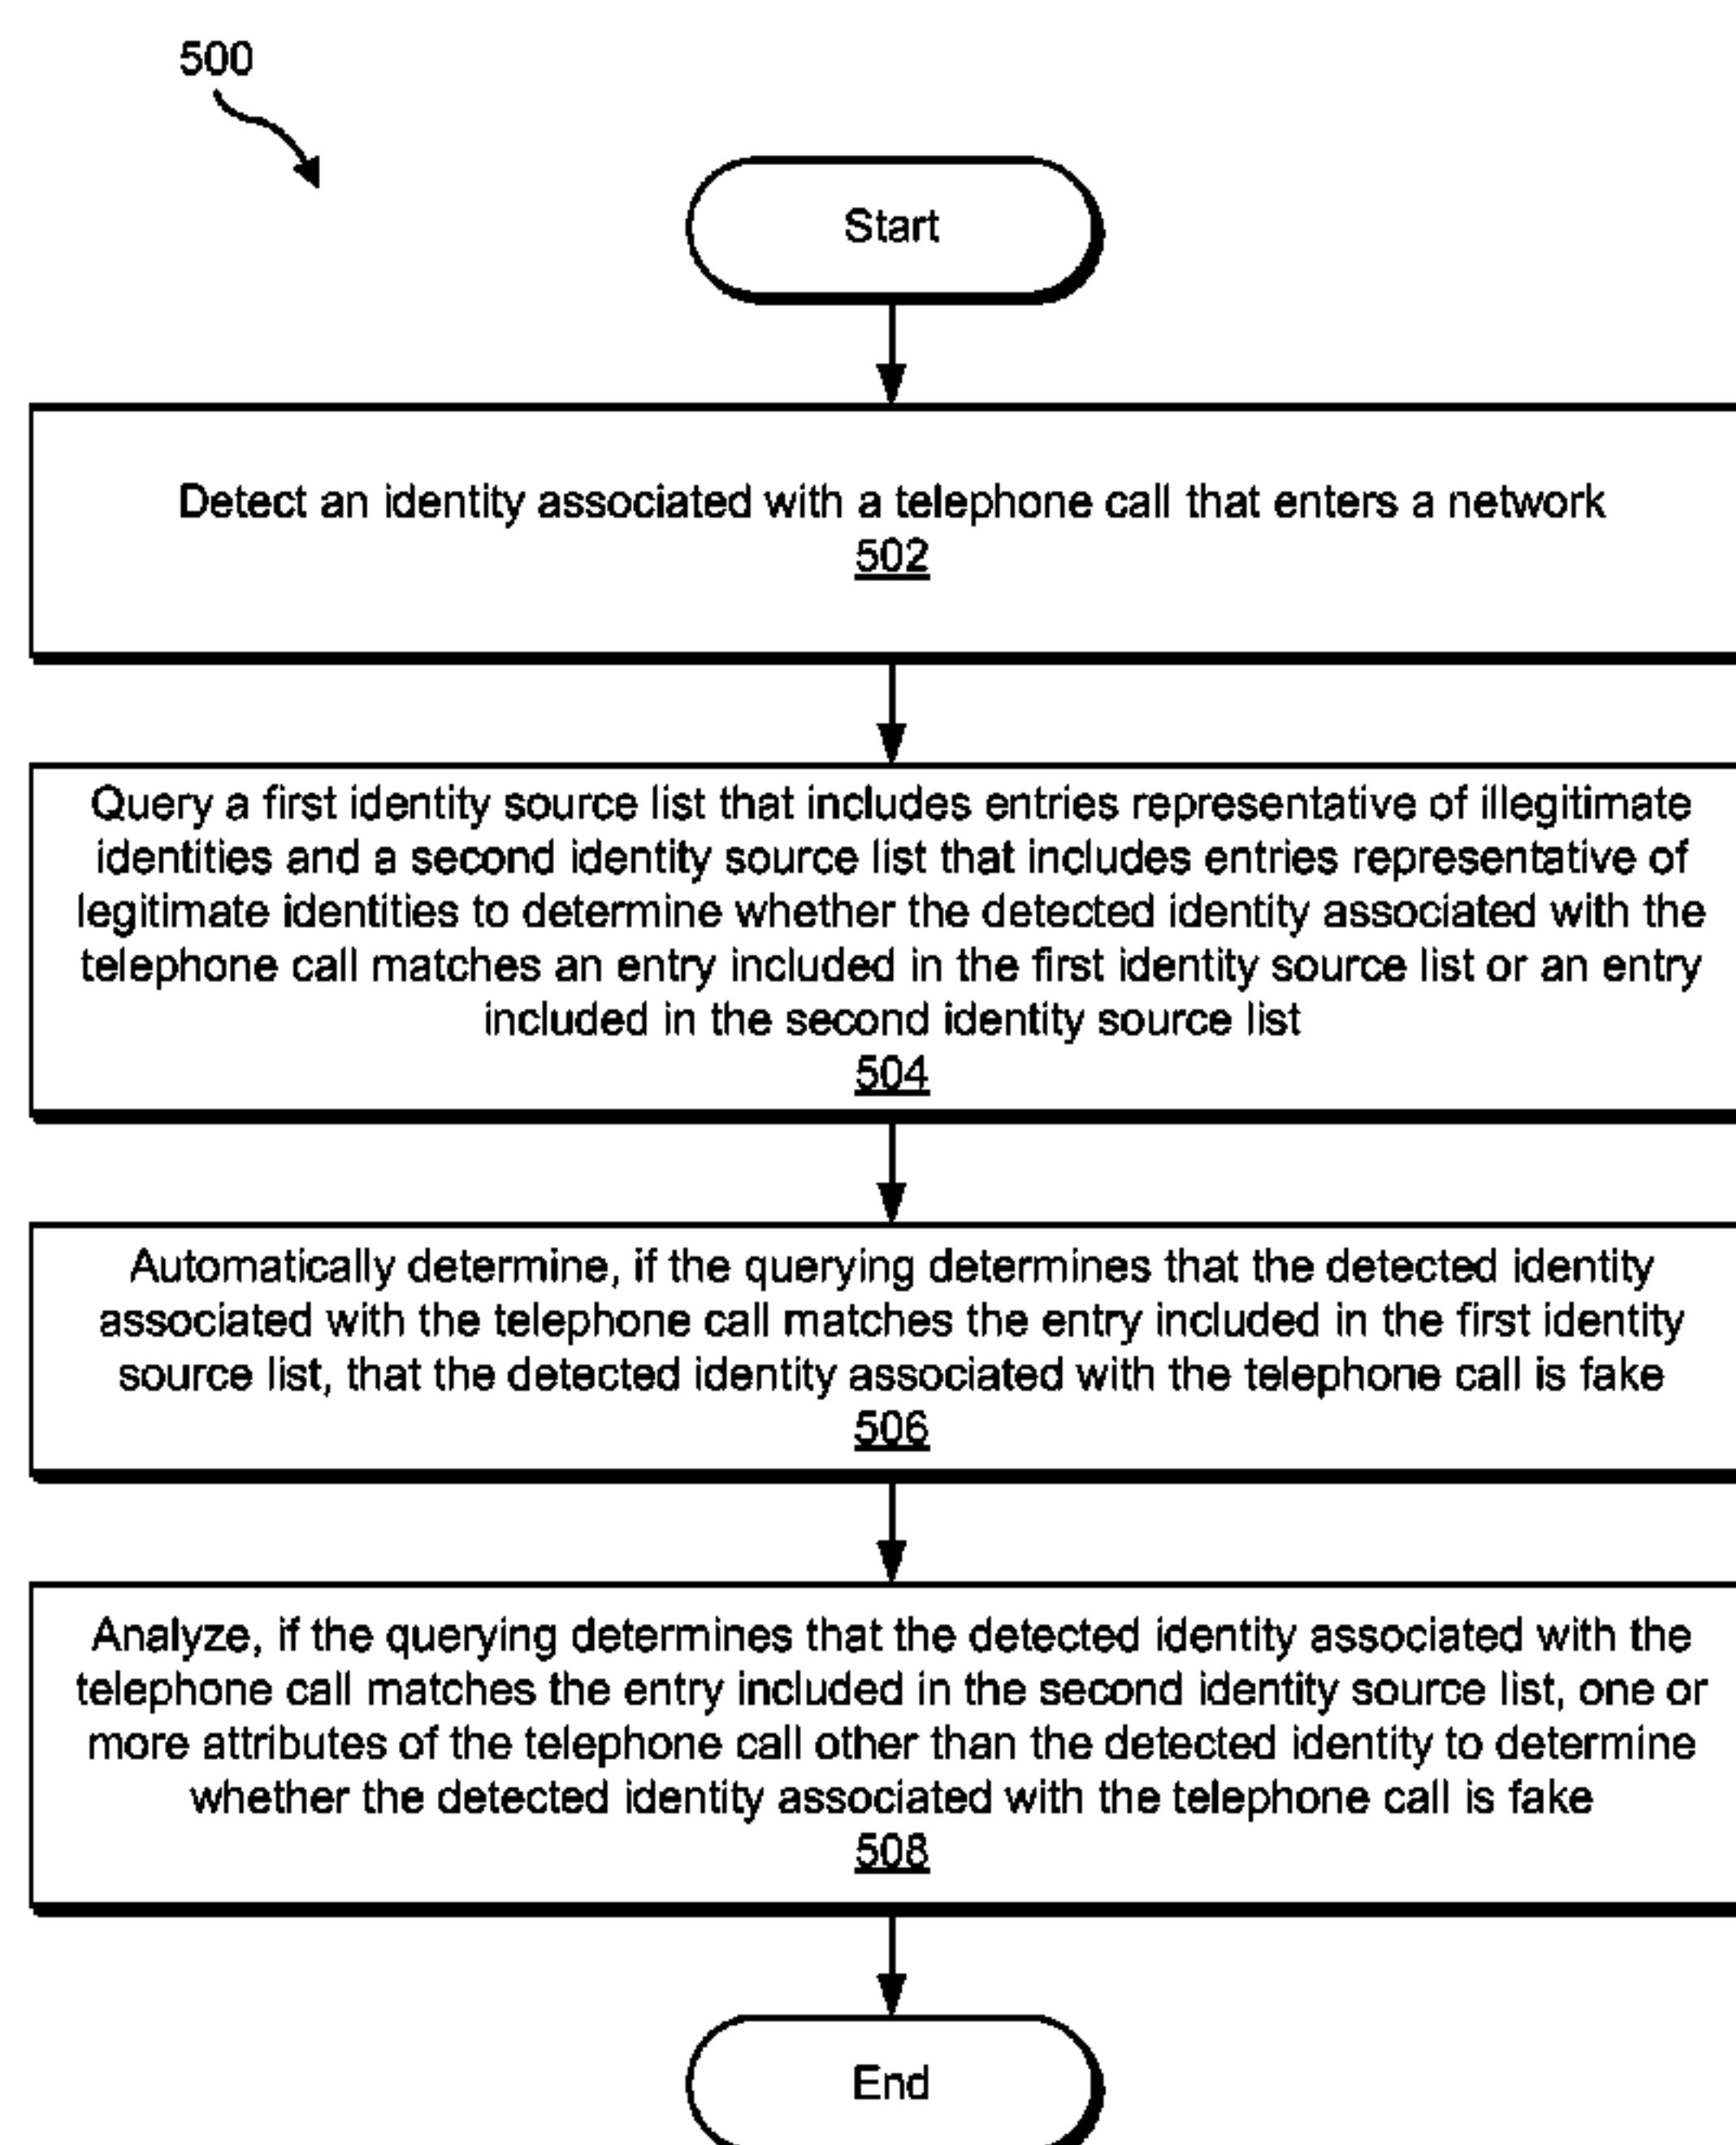 500
Start
Detect an identity associated with a telephone call that enters a network
502
Query a first identity source list that includes entries representative of illegitimate
identities and a second identity source list that includes entries representative of
legitimate identities to determine whether the detected identity associated with the
telephone call matches an entry included in the first identity source list or an entry
included in the second identity source list
504
Automatically determine, if the querying determines that the detected identity
associated with the telephone call matches the entry included in the first identity
source list, that the detected identity associated with the telephone call is fake
506
Analyze, if the querying determines that the detected identity associated with the
telephone call matches the entry included in the second identity source list, one or
more attributes of the telephone call other than the detected identity to determine
whether the detected identity associated with the telephone call is fake
508
End